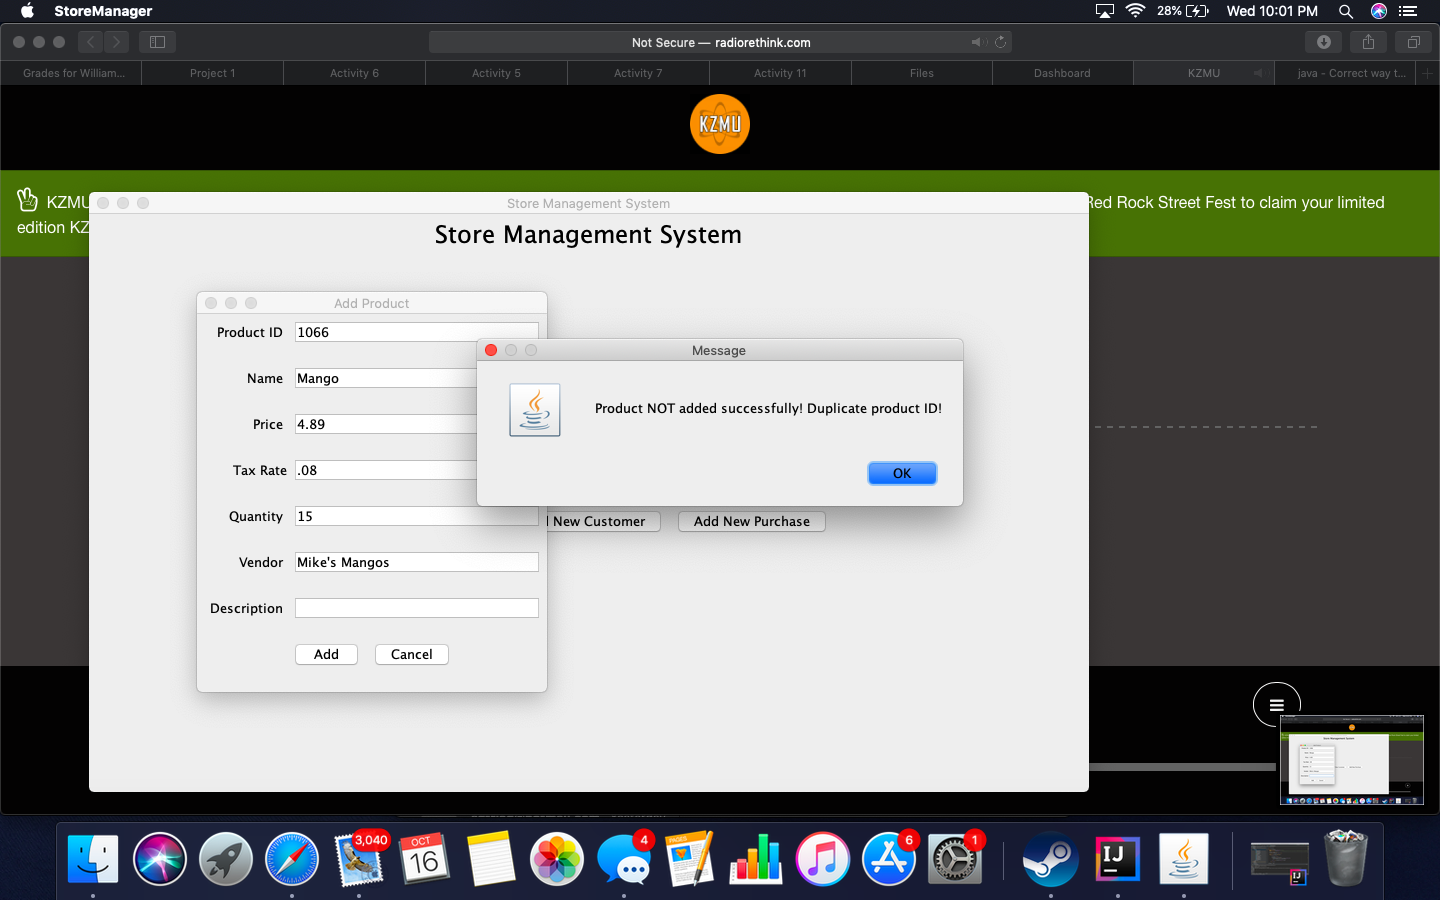 StoreManager
28%
Wed 10:01 PM
Not Secure — radiorethink.com
Grades for William...
Project 1
Activity 6
Activity 5
Activity 7
Activity 11
Files
Dashboard
KZMU
java - Correct way t...
KZMU
KZMU
Red Rock Street Fest to claim your limited
edition KZ
Store Management System
Store Management System
Add Product
Product ID
1066
Name
Mango
Price
4.89
Tax Rate
.08
Quantity
15
Vendor
Mike's Mangos
Description
Add
Cancel
Message
Product NOT added successfully! Duplicate product ID!
OK
New Customer
Add New Purchase
3,040
OCT
16
4
PAGES
6
1
IJ
IJ